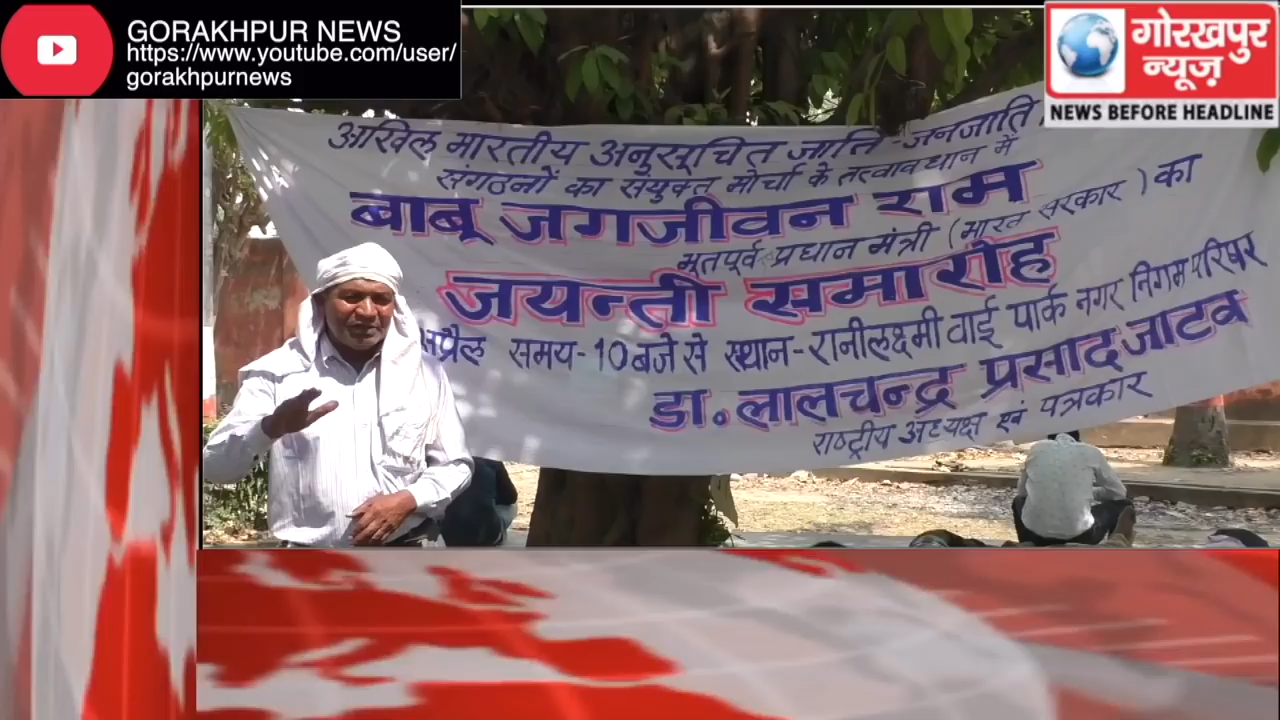 GORAKHPUR NEWS
https://www.youtube.com/user/
gorakhpurnews
गोरखपुर
न्यूज़
NEWS BEFORE HEADLINE
अखिल भारतीय अनुसूचित जाति-जनजाति
संगठनों का संयुक्त मोर्चा के तत्वावधान में
बाबू जगजीवन राम
भूतपूर्व प्रधान मंत्री (भारत सरकार) का
जयन्ती समारोह
अप्रैल समय-10 बजे से स्थान-रानीलक्ष्मी वाई पार्क नगर निगम परिषर
डा. लालचन्द्र प्रसाद जाटव
राष्ट्रीय अध्यक्ष एवं पत्रकार